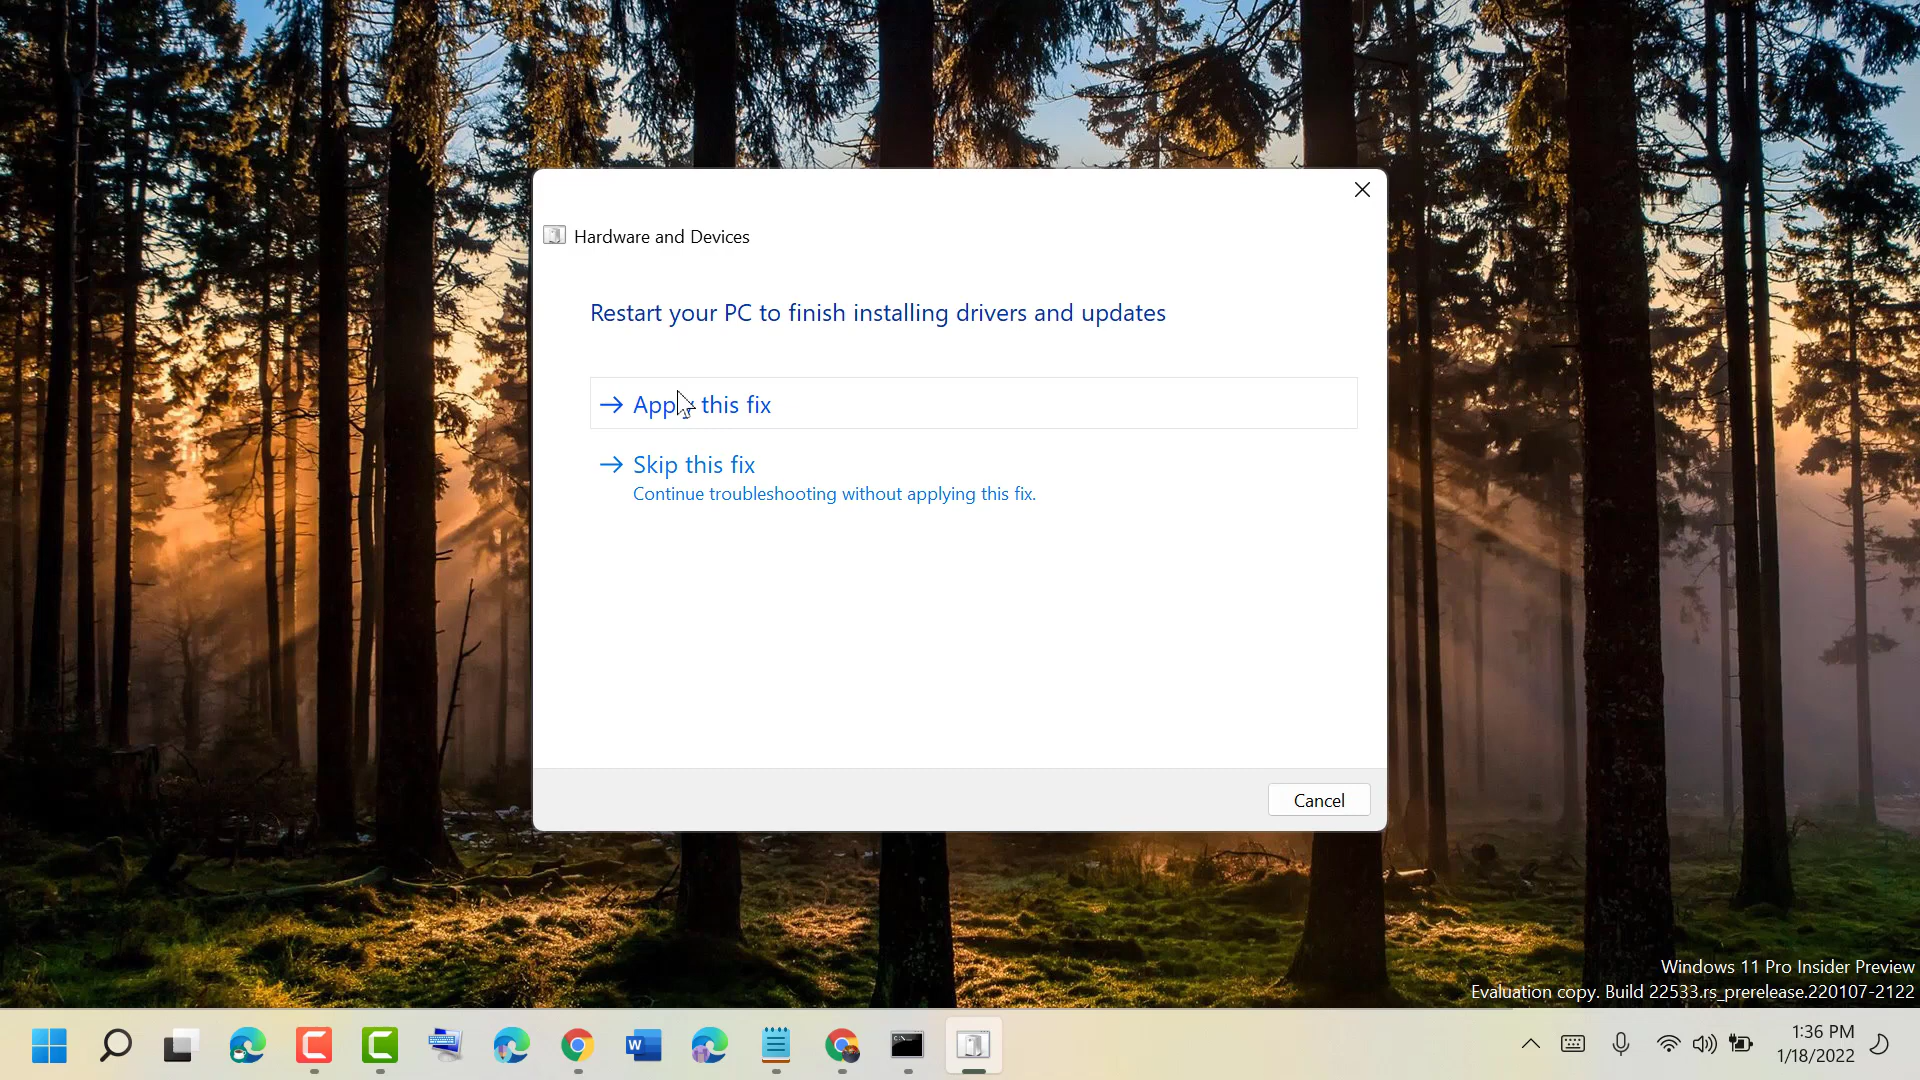 Hardware and Devices
Restart your PC to finish installing drivers and updates
Apply this fix
Skip this fix
Continue troubleshooting without applying this fix.
Cancel
Windows 11 Pro Insider Preview
Evaluation copy. Build 22533.rs_prerelease.220107-2122
1:36 PM
1/18/2022